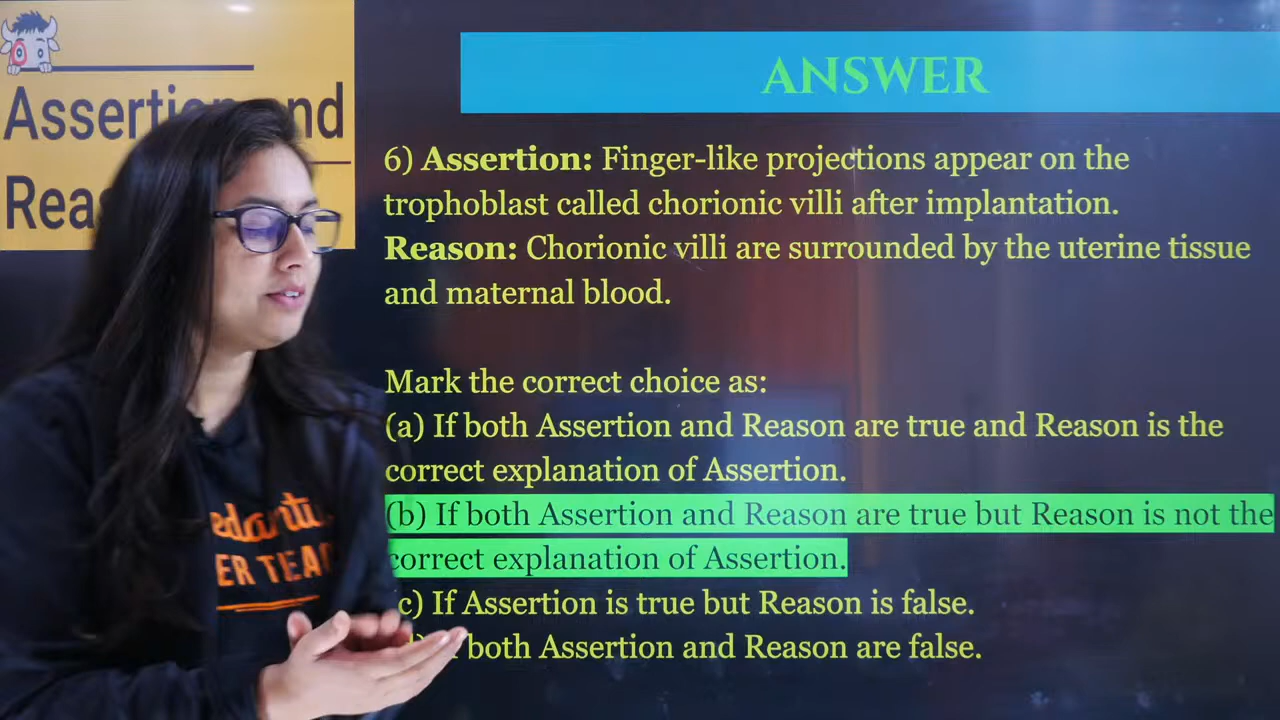 Assertion and
ANSWER
6) Assertion: Finger-like projections appear on the
trophoblast called chorionic villi after implantation.
Reason: Chorionic villi are surrounded by the uterine tissue
and maternal blood.
Mark the correct choice as:
(a) If both Assertion and Reason are true and Reason is the
correct explanation of Assertion.
(b) If both Assertion and Reason are true but Reason is not the
correct explanation of Assertion.
(c) If Assertion is true but Reason is false.
both Assertion and Reason are false.